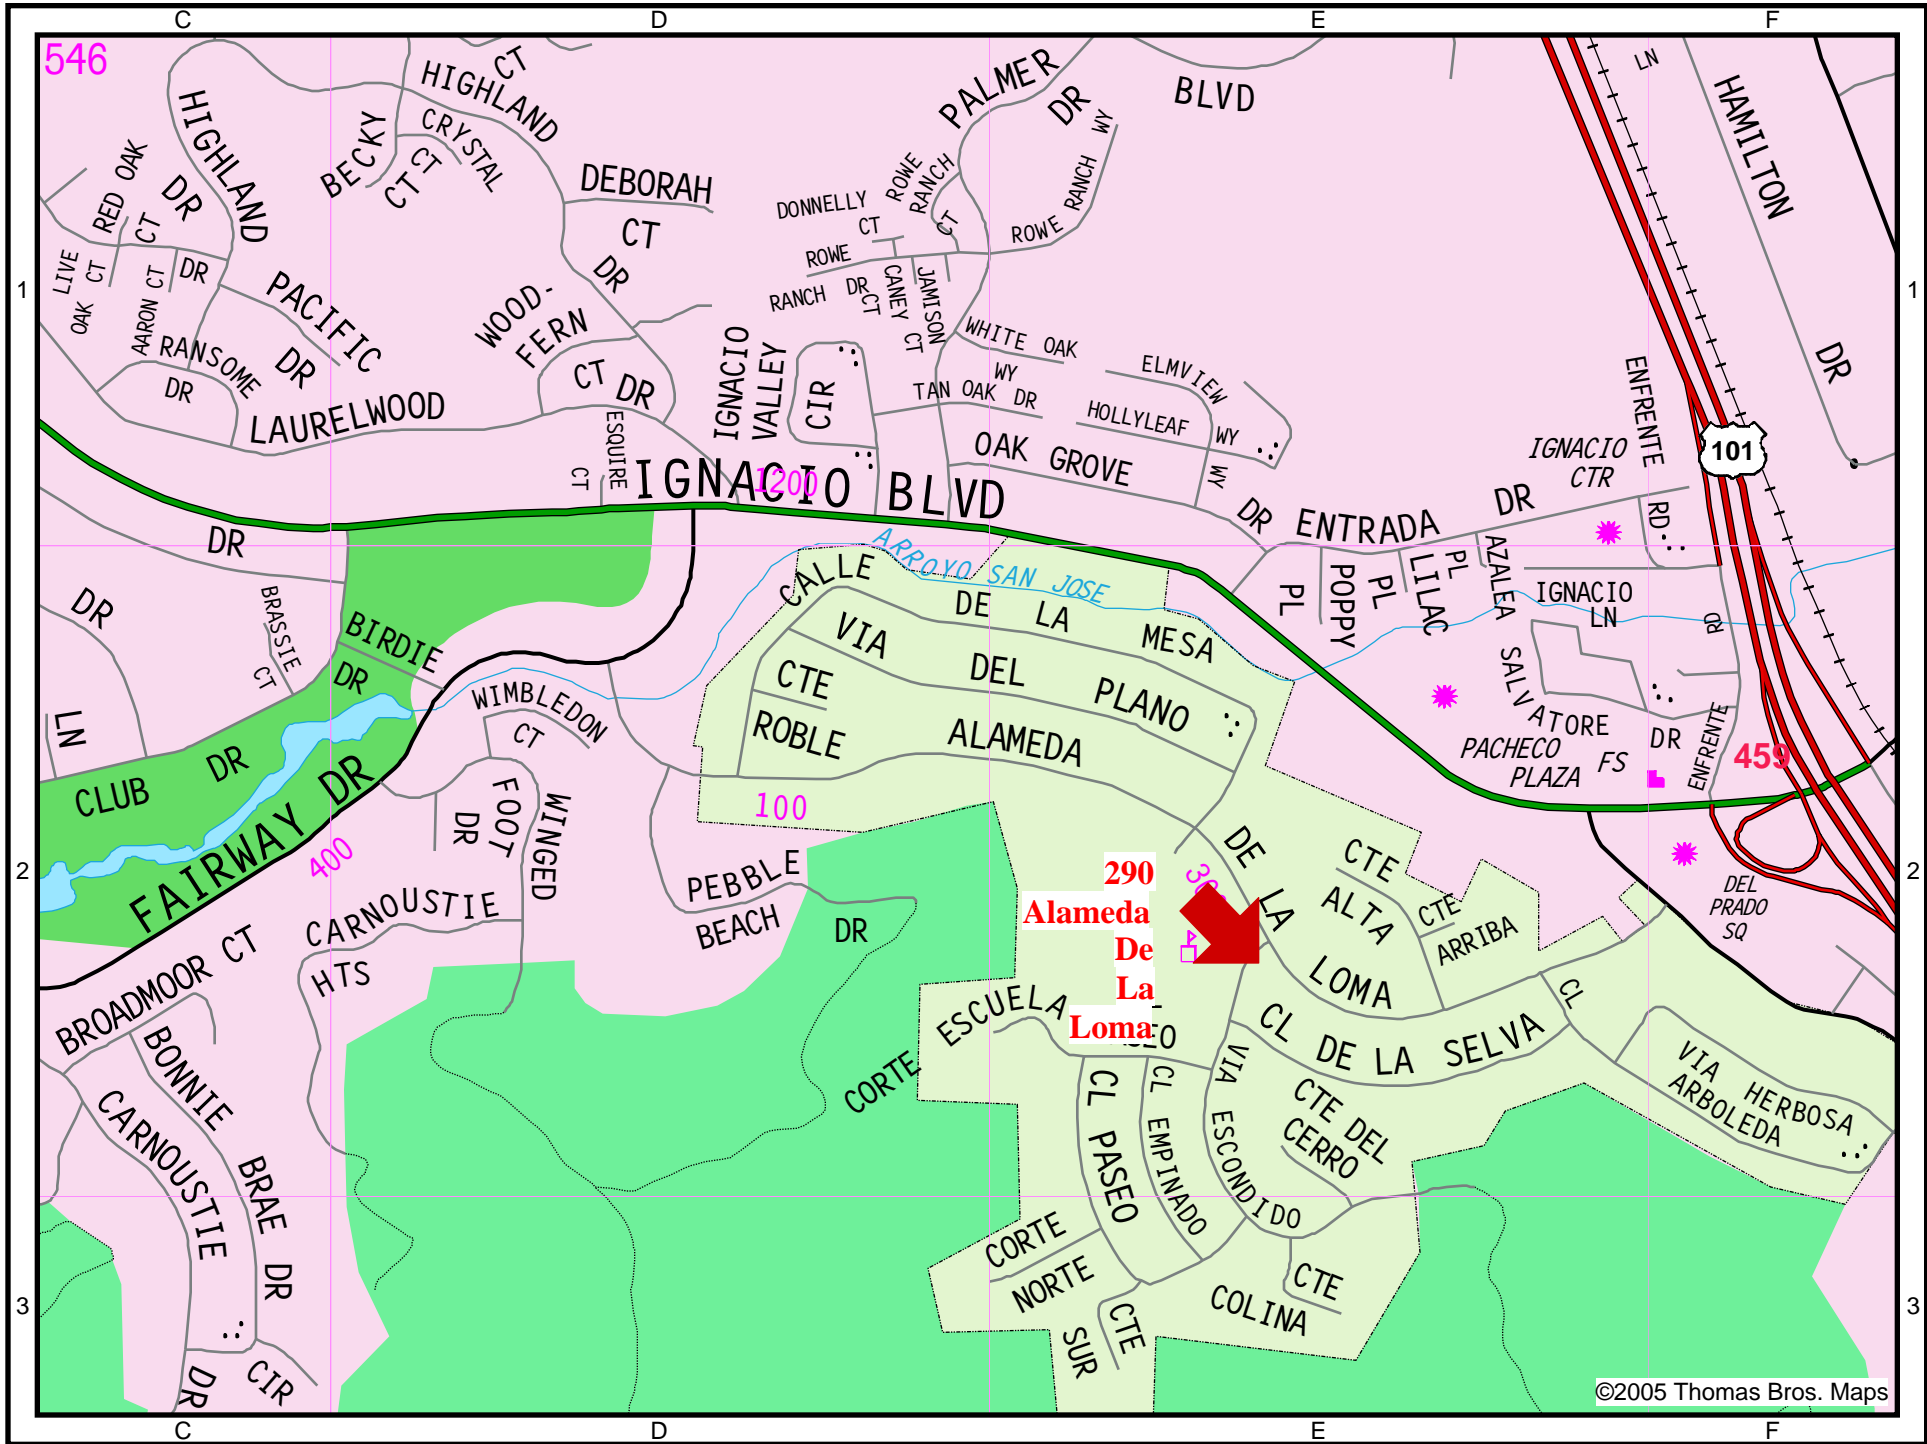 C D E F
546
CT
HIGHLAND
PALMER
DR
BLVD
LN
HAMILTON
DR
HIGHLAND
DR
BECKY
CT
CRYSTAL
CT
RED OAK
CT
DEBORAH
CT
DR
DONNELLY
CT
ROWE
RANCH
CT
ROWE RANCH WY
LIVE
OAK CT
AARON CT
DR
PACIFIC
DR
WOOD-
FERN
CT
DR
ROWE
RANCH DR
CANEY
CT
JAMISON
CT
1 1
RANSOME
DR
LAURELWOOD
ESQUIRE
CT
IGNACIO
VALLEY
CIR
WHITE OAK
WY
TAN OAK DR
ELMVIEW
WY
HOLLYLEAF
WY
OAK GROVE
DR
IGNACIO BLVD
1200
ENTRADA DR
IGNACIO
CTR
ENFRENTE
RD
101
DR
ARROYO SAN JOSE
CALLE DE LA MESA
PL
POPPY
PL
LILAC
PL
AZALEA
IGNACIO
LN
RD
DR
BRASSIE
CT
BIRDIE
DR
VIA DEL PLANO
CTE
ROBLE
ALAMEDA
SALVATORE
DR
LN
WIMBLEDON
CT
PACHECO
PLAZA
FS
ENFRENTE
459
CLUB DR
FAIRWAY DR
400
FOOT
DR
WINGED
100
DE LA
LOMA
CTE
ALTA
CTE
ARRIBA
DEL
PRADO
SQ
2 2
PEBBLE
BEACH DR
290
Alameda
De
La
Loma
CARNOUSTIE
HTS
BROADMOOR CT
ESCUELA
CORTE
CL DE LA SELVA
CL
VIA HERBOSA
VIA
ARBOLEDA
BONNIE
BRAE
DR
CARNOUSTIE
DR
CIR
CL PASEO
CL EMPINADO
VIA ESCONDIDO
CTE DEL
CERRO
CORTE
NORTE
CTE
SUR
CTE
COLINA
3 3
©2005 Thomas Bros. Maps
C D E F